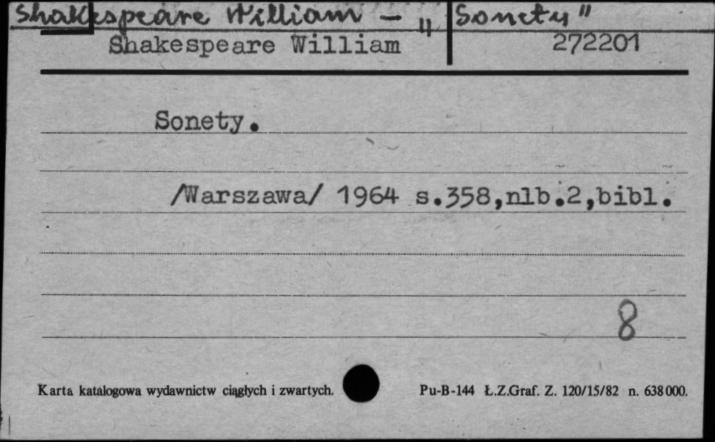 Shakespeare William – „Sonety"
Shakespeare William 272201
Sonety.
/Warszawa/ 1964 s.358,nlb.2,bibl.
8
Karta katalogowa wydawnictw ciągłych i zwartych. Pu-B-144 Ł.Z.Graf. Z. 120/15/82 n. 638000.